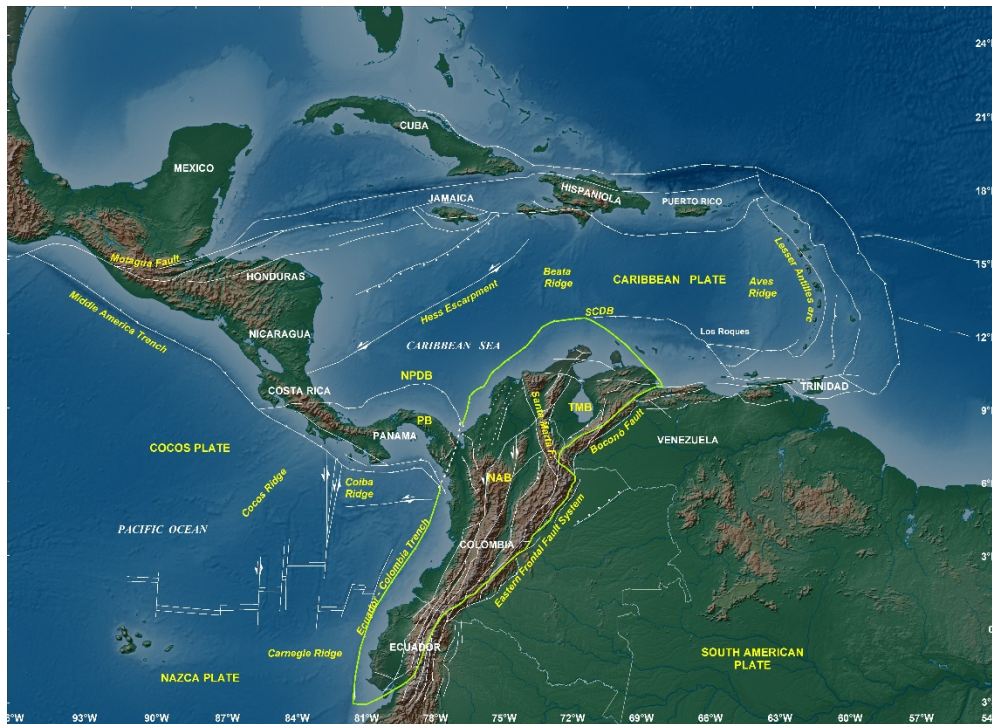 24°
CUBA
MEXICO
18°
HISPANIOLA
JAMAICA
PUERTO RICO
15°
Motagua Fault
HONDURAS
Beata
Ridge
CARIBBEAN PLATE
Aves
Ridge
Lesser Antilles arc
Middle America Trench
Hess Escarpment
SCDB
NICARAGUA
12°
Los Roques
CARIBBEAN SEA
NPDB
COSTA RICA
TRINIDAD
Santa Marta F.
TMB
9°
PB
PANAMA
Boconó Fault
VENEZUELA
COCOS PLATE
Cocos Ridge
Coiba
Ridge
NAB
6°
PACIFIC OCEAN
Ecuador - Colombia Trench
COLOMBIA
Eastern Frontal Fault System
3°
0
ECUADOR
Carnegie Ridge
SOUTH AMERICAN
PLATE
NAZCA PLATE
3°
93°W
90°W
87°W
84°W
81°W
78°W
75°W
72°W
69°W
66°W
63°W
60°W
57°W
54°